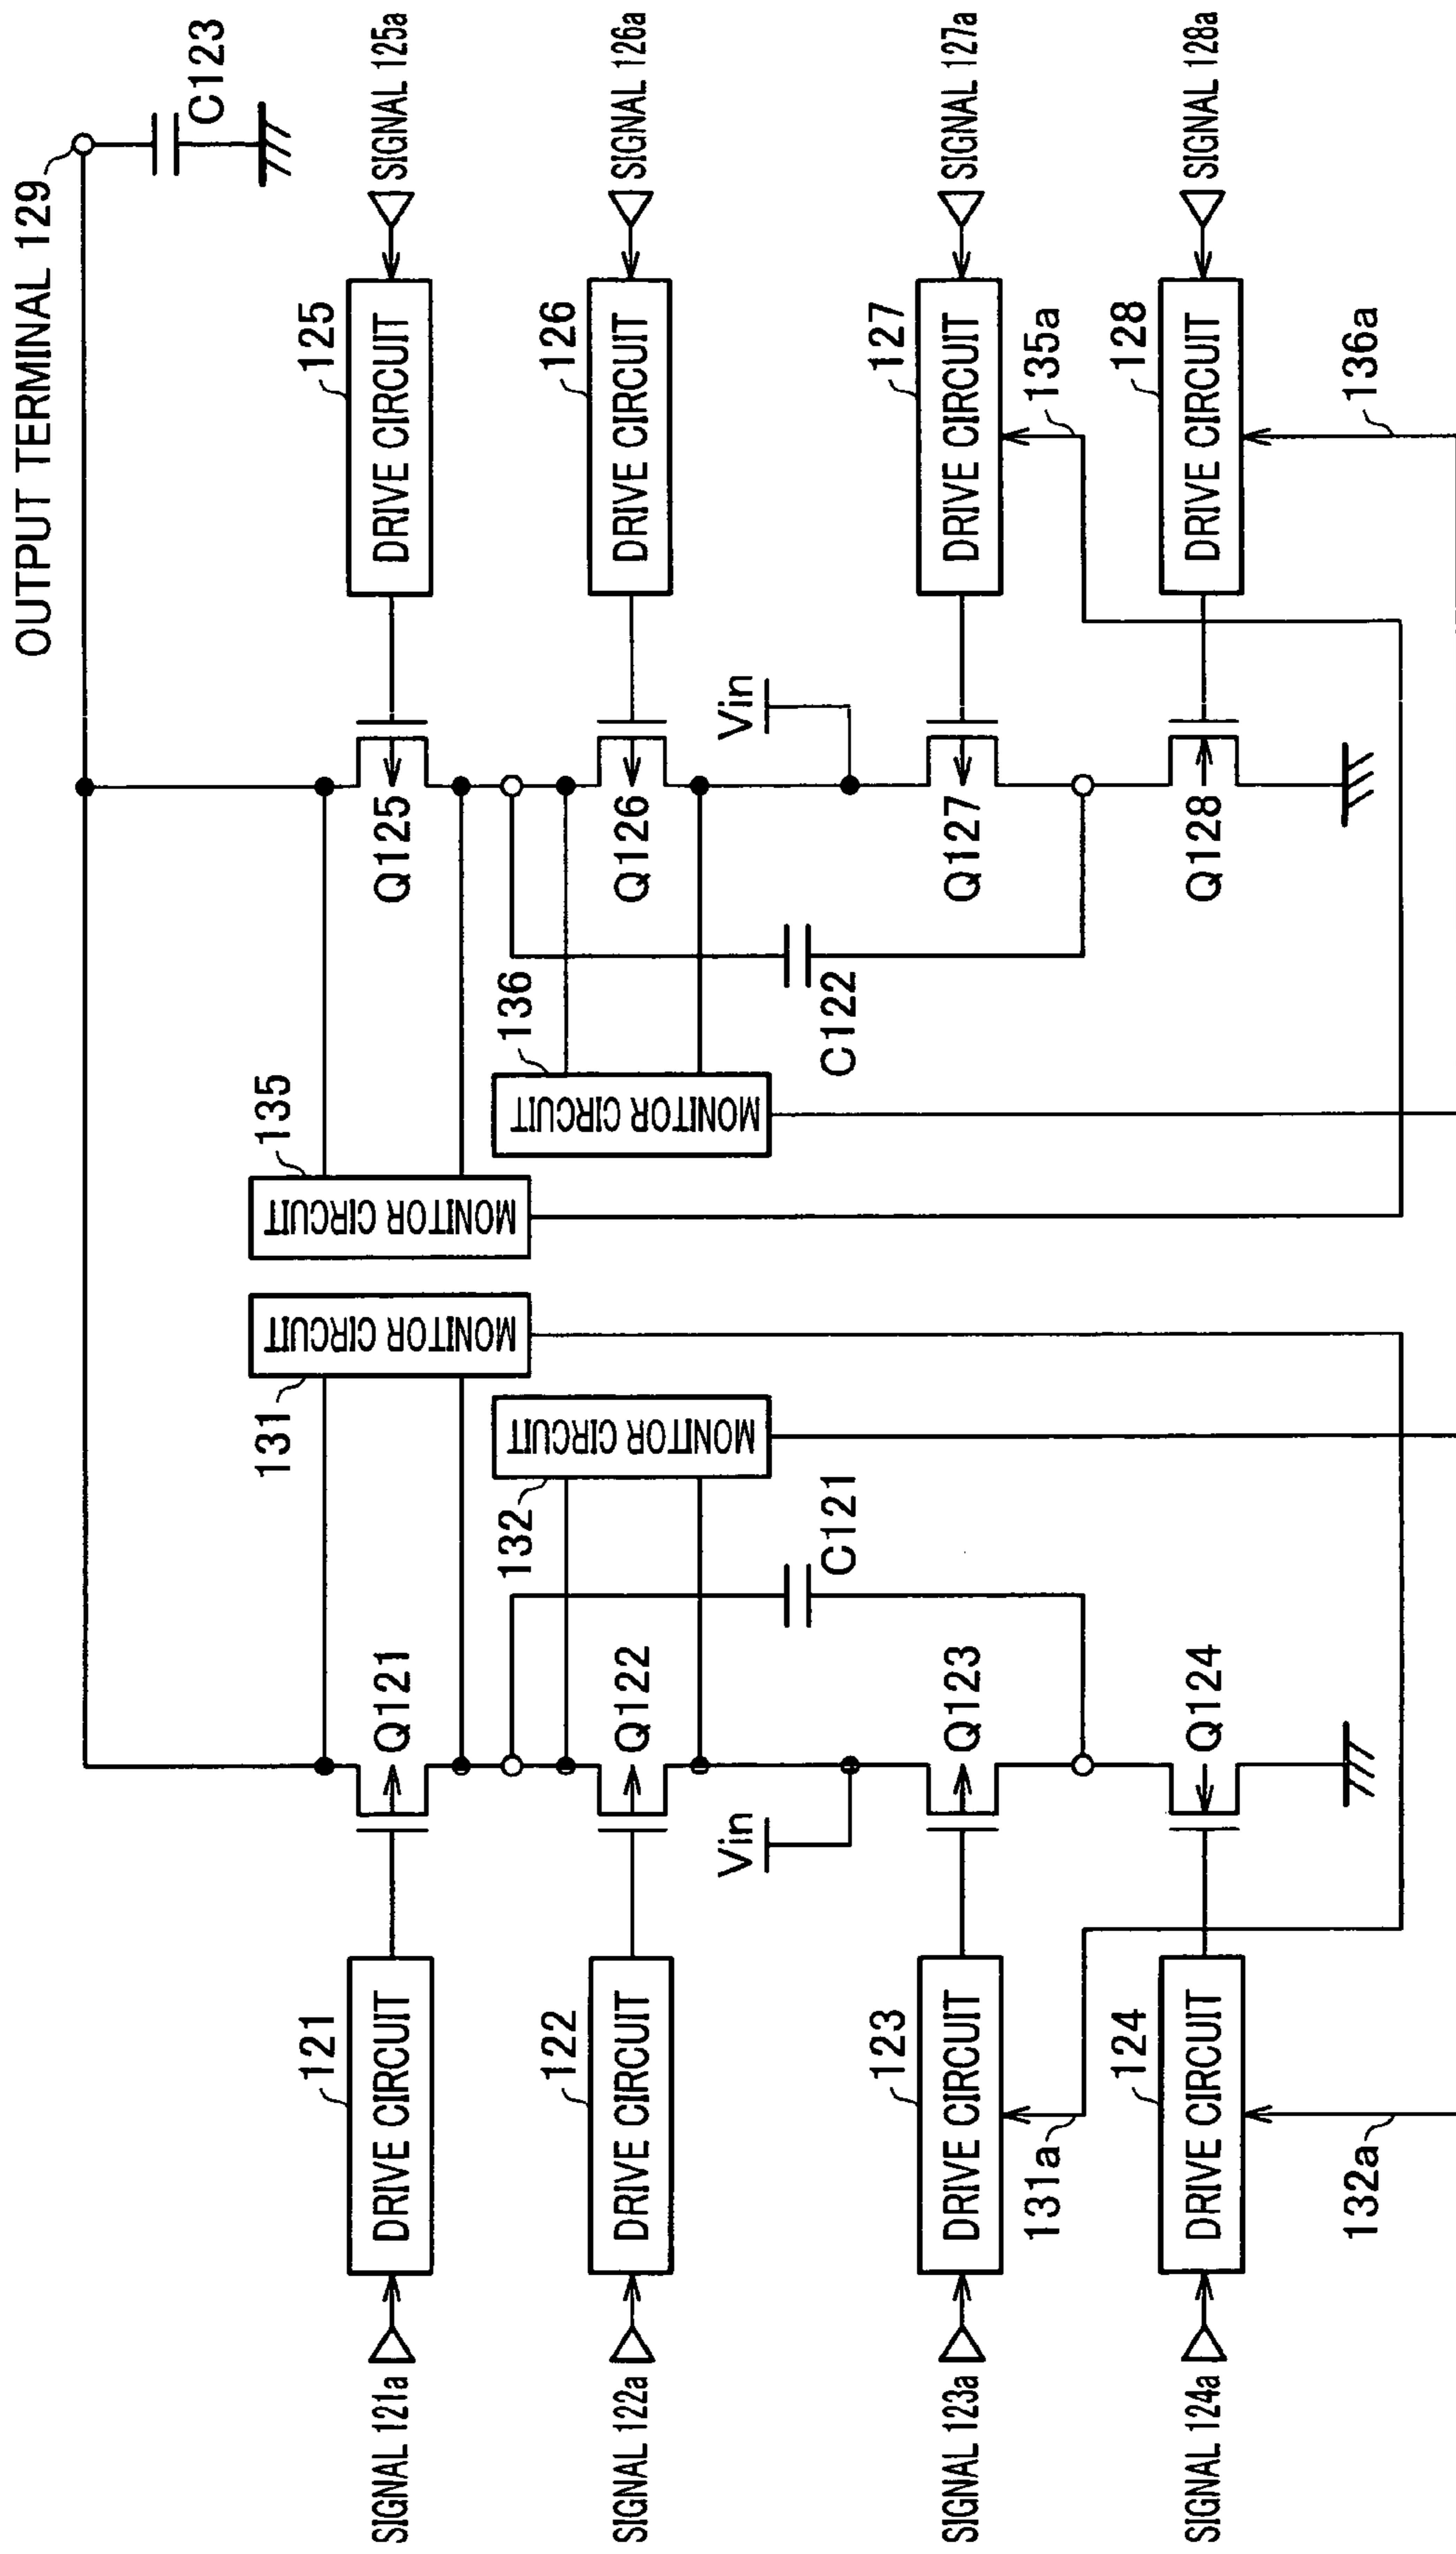 OUTPUT TERMINAL 129
C123
SIGNAL 121a
DRIVE CIRCUIT
121
Q121
131
MONITOR CIRCUIT
MONITOR CIRCUIT
135
Q125
DRIVE CIRCUIT
125
SIGNAL 125a
SIGNAL 122a
DRIVE CIRCUIT
122
Q122
132
MONITOR CIRCUIT
MONITOR CIRCUIT
136
Q126
DRIVE CIRCUIT
126
SIGNAL 126a
Vin
C121
C122
Vin
SIGNAL 123a
DRIVE CIRCUIT
123
Q123
Q127
DRIVE CIRCUIT
127
SIGNAL 127a
131a
135a
SIGNAL 124a
DRIVE CIRCUIT
124
Q124
Q128
DRIVE CIRCUIT
128
SIGNAL 128a
132a
136a